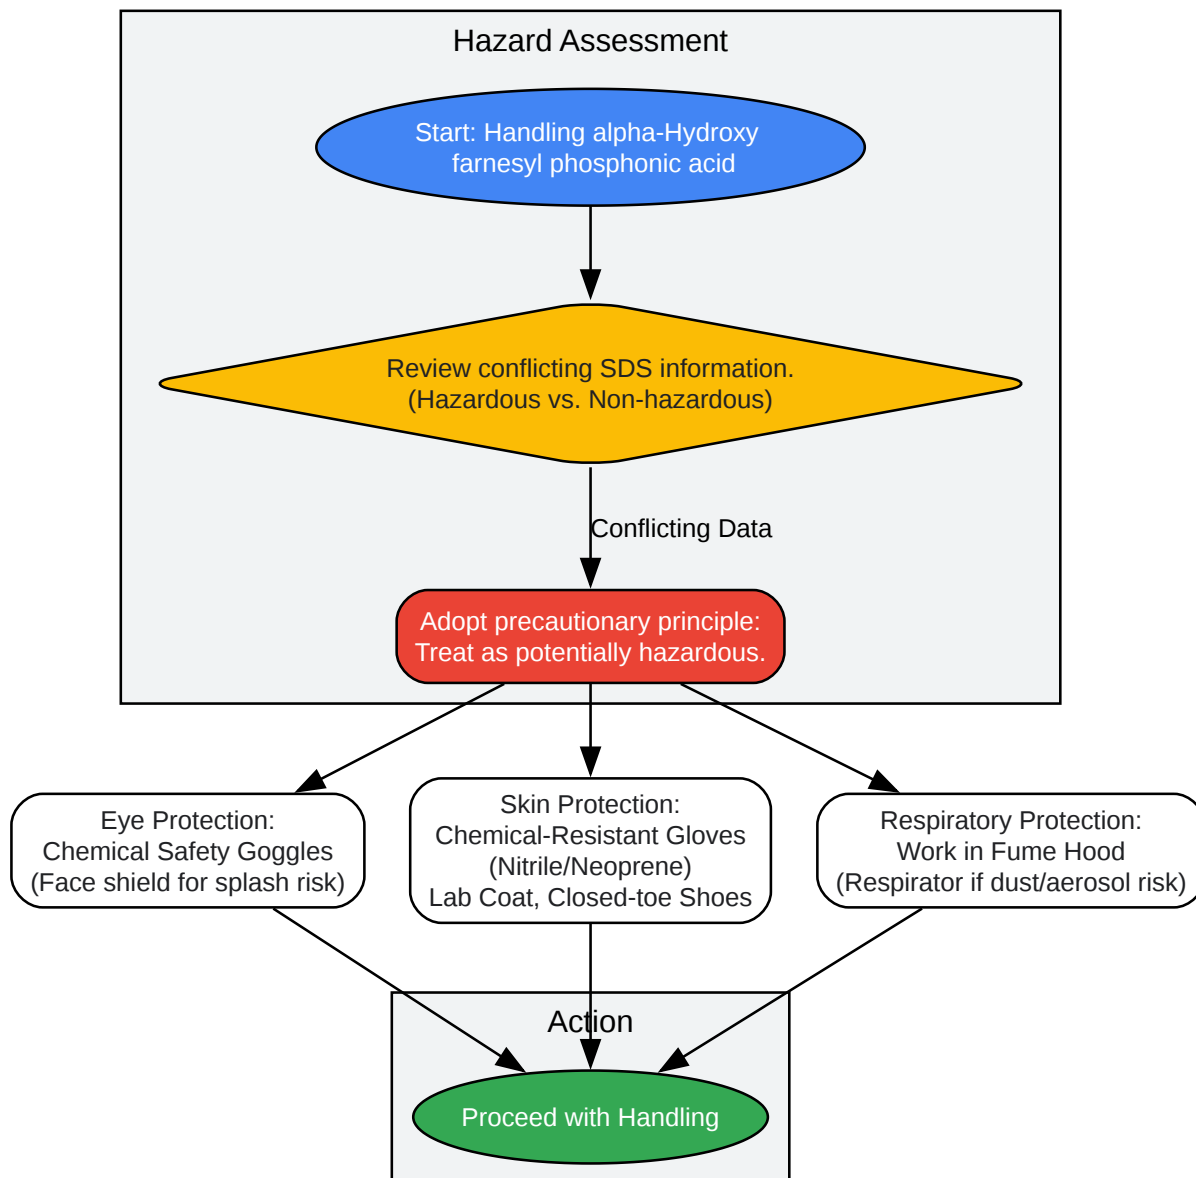 Hazard Assessment
Start: Handling alpha-Hydroxy
farnesyl phosphonic acid
Review conflicting SDS information.
(Hazardous vs. Non-hazardous)
Conflicting Data
Adopt precautionary principle:
Treat as potentially hazardous.
Eye Protection:
Chemical Safety Goggles
(Face shield for splash risk)
Skin Protection:
Chemical-Resistant Gloves
(Nitrile/Neoprene)
Lab Coat, Closed-toe Shoes
Respiratory Protection:
Work in Fume Hood
(Respirator if dust/aerosol risk)
Action
Proceed with Handling